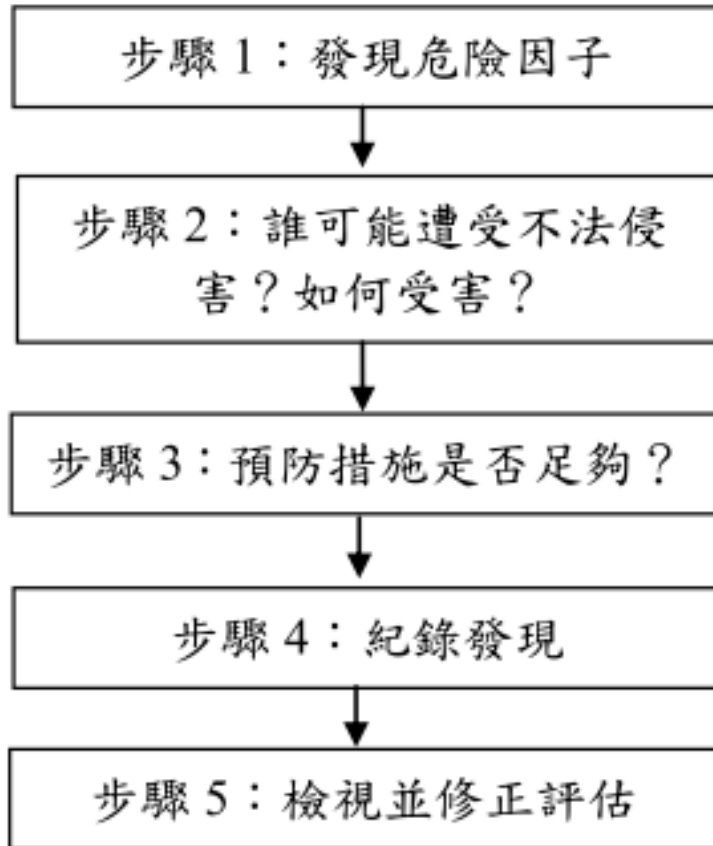 步驟 1：發現危險因子
步驟 2：誰可能遭受不法侵
害？如何受害？
步驟 3：預防措施是否足夠？
步驟 4：紀錄發現
步驟 5：檢視並修正評估